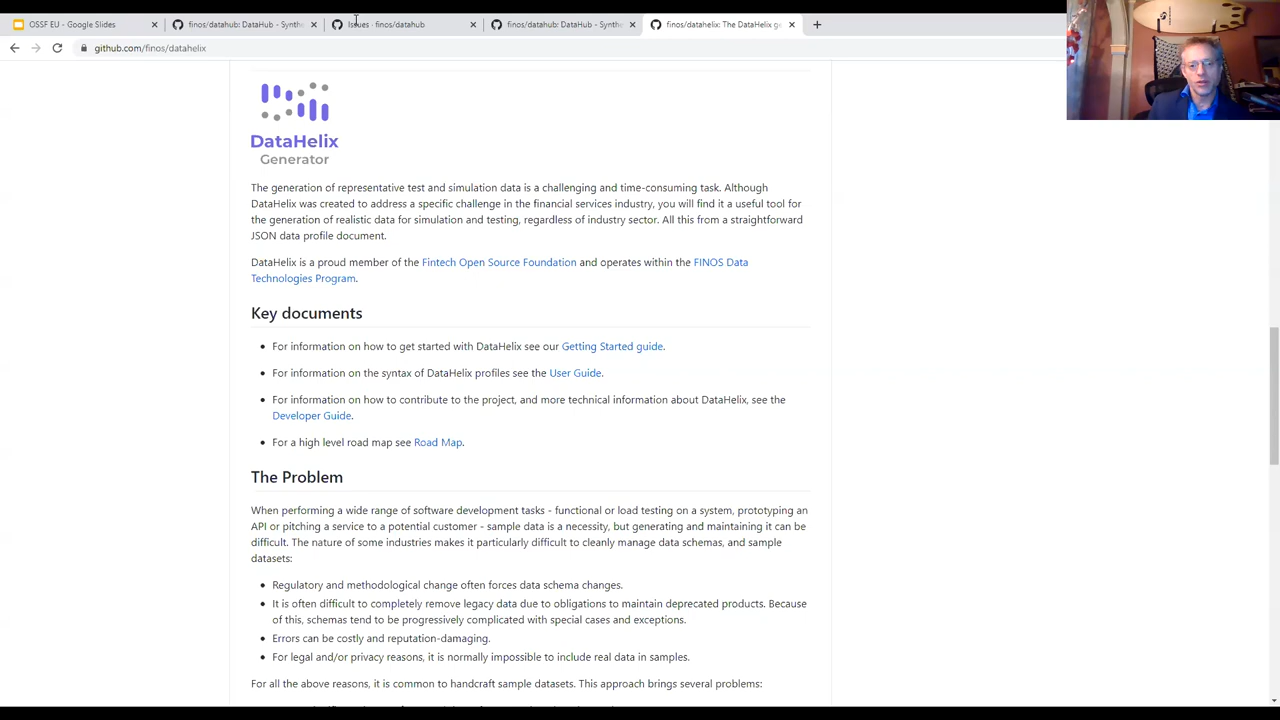 OSSF EU - Google Slides
finos/datahub: DataHub - Synthe
Issues · finos/datahub
finos/datahub: DataHub - Synthe
finos/datahelix: The DataHelix ge
github.com/finos/datahelix
DataHelix
Generator
The generation of representative test and simulation data is a challenging and time-consuming task. Although
DataHelix was created to address a specific challenge in the financial services industry, you will find it a useful tool for
the generation of realistic data for simulation and testing, regardless of industry sector. All this from a straightforward
JSON data profile document.
DataHelix is a proud member of the Fintech Open Source Foundation and operates within the FINOS Data
Technologies Program.
Key documents
For information on how to get started with DataHelix see our Getting Started guide.
For information on the syntax of DataHelix profiles see the User Guide.
For information on how to contribute to the project, and more technical information about DataHelix, see the
Developer Guide.
For a high level road map see Road Map.
The Problem
When performing a wide range of software development tasks - functional or load testing on a system, prototyping an
API or pitching a service to a potential customer - sample data is a necessity, but generating and maintaining it can be
difficult. The nature of some industries makes it particularly difficult to cleanly manage data schemas, and sample
datasets:
Regulatory and methodological change often forces data schema changes.
It is often difficult to completely remove legacy data due to obligations to maintain deprecated products. Because
of this, schemas tend to be progressively complicated with special cases and exceptions.
Errors can be costly and reputation-damaging.
For legal and/or privacy reasons, it is normally impossible to include real data in samples.
For all the above reasons, it is common to handcraft sample datasets. This approach brings several problems: